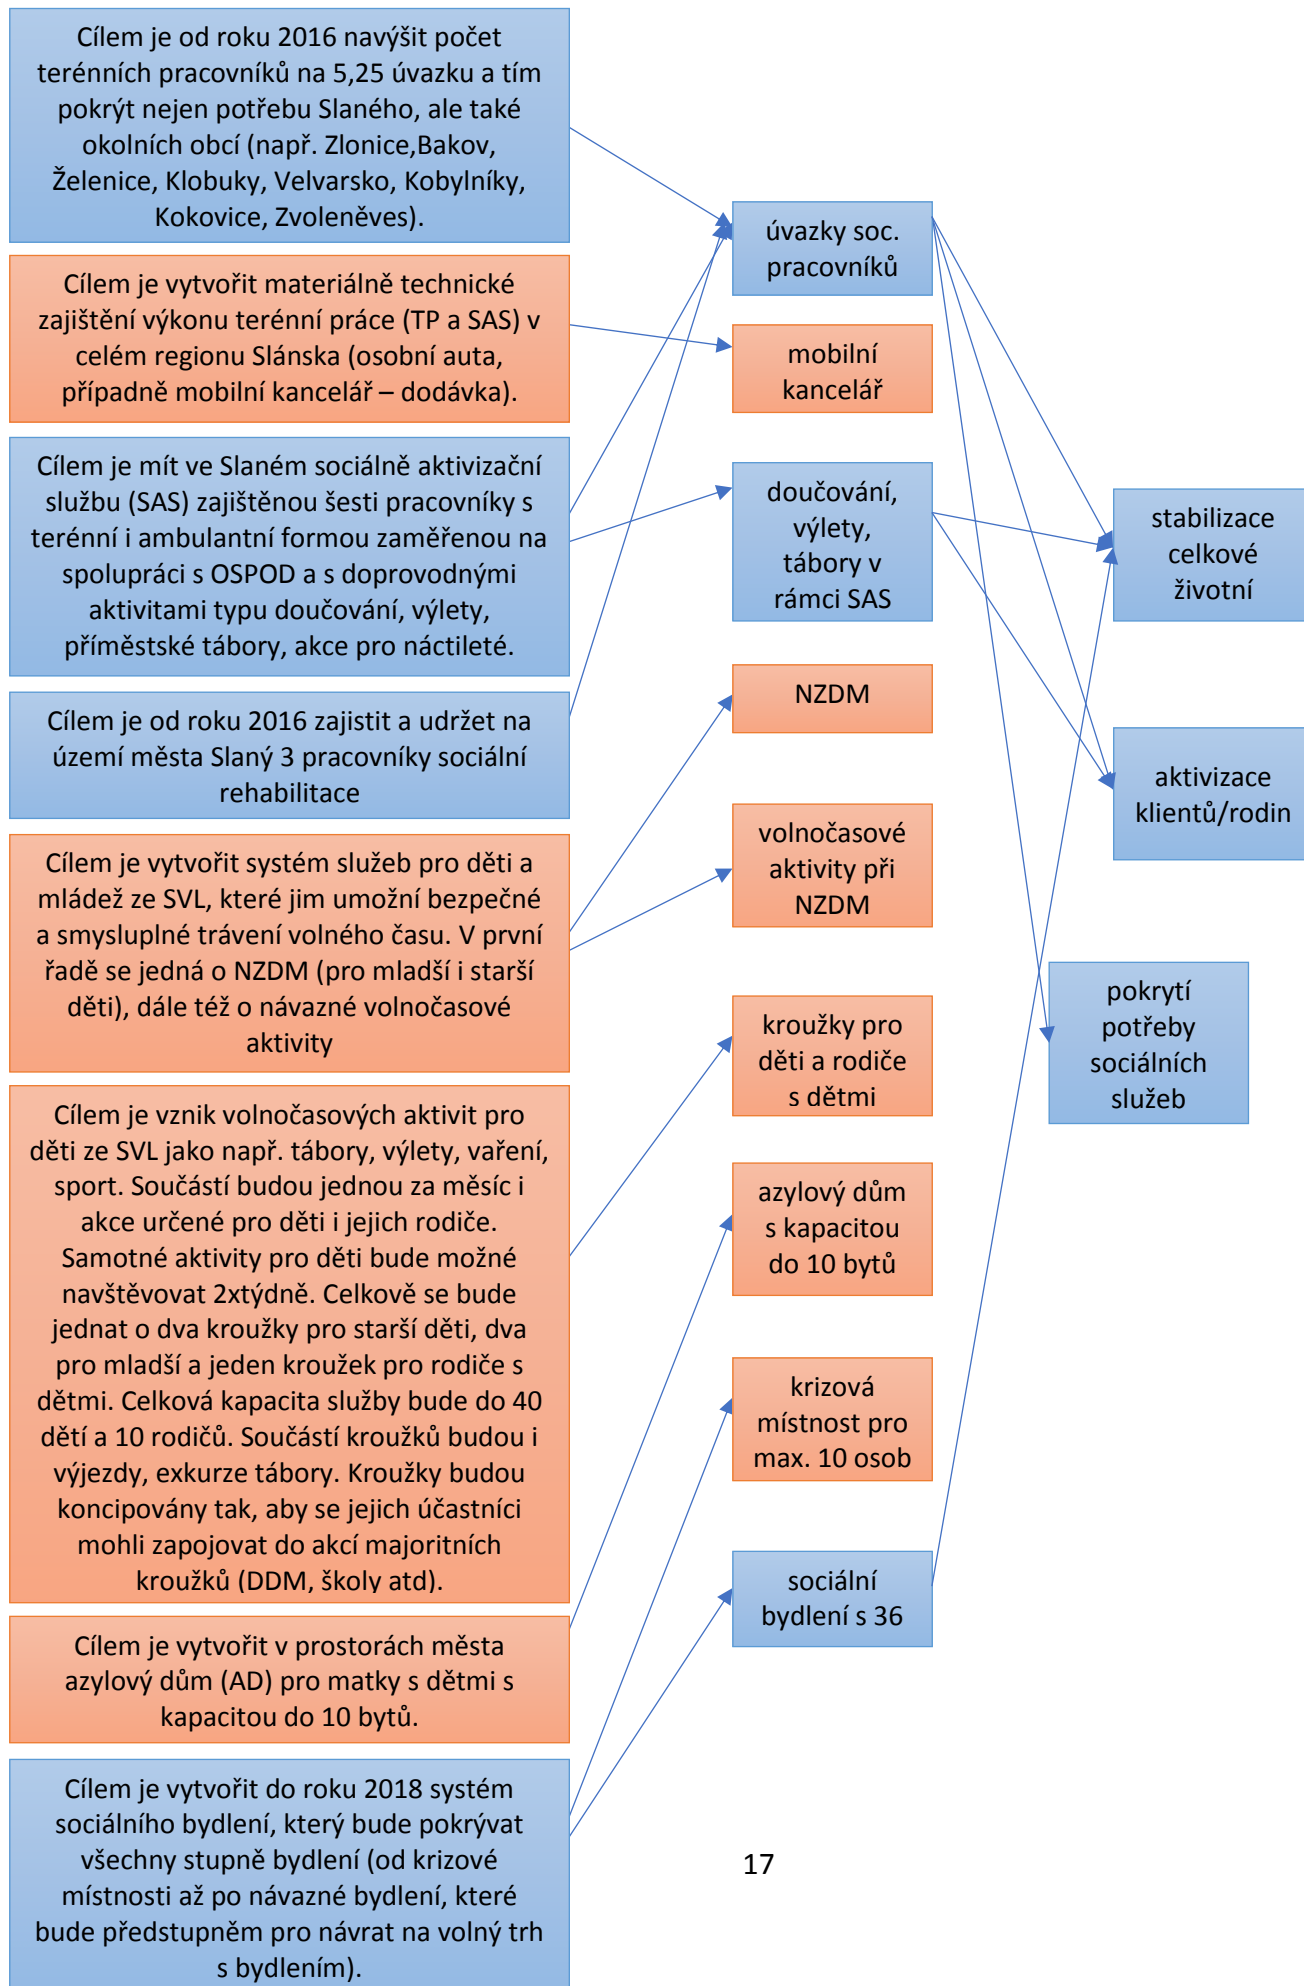 Cílem je od roku 2016 navýšit počet
terénních pracovníků na 5,25 úvazku a tím
pokrýt nejen potřebu Slaného, ale také
okolních obcí (např. Zlonice,Bakov,
Želenice, Klobuky, Velvarsko, Kobylníky,
Kokovice, Zvoleněves).
Cílem je vytvořit materiálně technické
zajištění výkonu terénní práce (TP a SAS) v
celém regionu Slánska (osobní auta,
případně mobilní kancelář – dodávka).
Cílem je mít ve Slaném sociálně aktivizační
službu (SAS) zajištěnou šesti pracovníky s
terénní i ambulantní formou zaměřenou na
spolupráci s OSPOD a s doprovodnými
aktivitami typu doučování, výlety,
příměstské tábory, akce pro náctileté.
Cílem je od roku 2016 zajistit a udržet na
území města Slaný 3 pracovníky sociální
rehabilitace
Cílem je vytvořit systém služeb pro děti a
mládež ze SVL, které jim umožní bezpečné
a smysluplné trávení volného času. V první
řadě se jedná o NZDM (pro mladší i starší
děti), dále též o návazné volnočasové
aktivity
Cílem je vznik volnočasových aktivit pro
děti ze SVL jako např. tábory, výlety, vaření,
sport. Součástí budou jednou za měsíc i
akce určené pro děti i jejich rodiče.
Samotné aktivity pro děti bude možné
navštěvovat 2xtýdně. Celkově se bude
jednat o dva kroužky pro starší děti, dva
pro mladší a jeden kroužek pro rodiče s
dětmi. Celková kapacita služby bude do 40
dětí a 10 rodičů. Součástí kroužků budou i
výjezdy, exkurze tábory. Kroužky budou
koncipovány tak, aby se jejich účastníci
mohli zapojovat do akcí majoritních
kroužků (DDM, školy atd).
Cílem je vytvořit v prostorách města
azylový dům (AD) pro matky s dětmi s
kapacitou do 10 bytů.
Cílem je vytvořit do roku 2018 systém
sociálního bydlení, který bude pokrývat
všechny stupně bydlení (od krizové
místnosti až po návazné bydlení, které
bude předstupněm pro návrat na volný trh
s bydlením).
úvazky soc.
pracovníků
mobilní
kancelář
doučování,
výlety,
tábory v
rámci SAS
NZDM
volnočasové
aktivity při
NZDM
kroužky pro
děti a rodiče
s dětmi
azylový dům
s kapacitou
do 10 bytů
krizová
místnost pro
max. 10 osob
sociální
bydlení s 36
stabilizace
celkové
životní
aktivizace
klientů/rodin
pokrytí
potřeby
sociálních
služeb
17